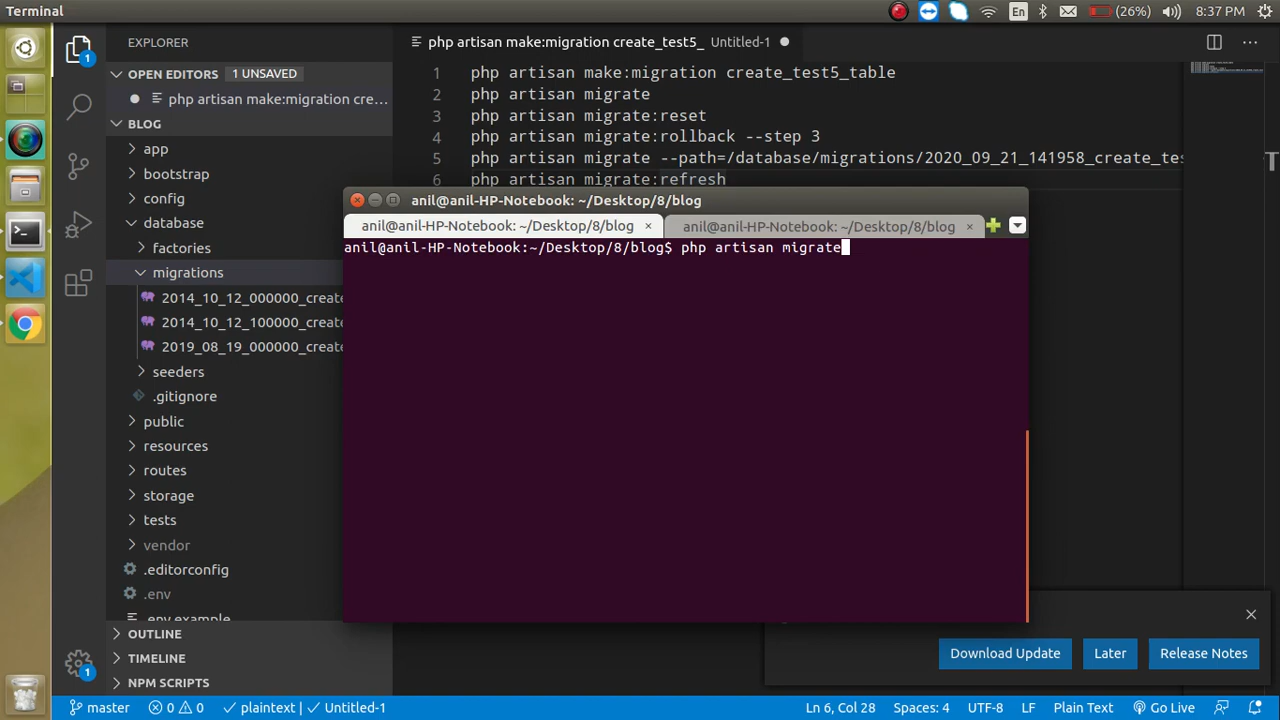 Terminal
En
(26%)
8:37 PM
EXPLORER
php artisan make:migration create_test5_ Untitled-1
OPEN EDITORS 1 UNSAVED
php artisan make:migration cre...
BLOG
app
bootstrap
config
database
factories
migrations
2014_10_12_000000_create
2014_10_12_100000_create
2019_08_19_000000_create
seeders
.gitignore
public
resources
routes
storage
tests
vendor
.editorconfig
.env
.env.example
OUTLINE
TIMELINE
NPM SCRIPTS
1
1
1 php artisan make:migration create_test5_table
2 php artisan migrate
3 php artisan migrate:reset
4 php artisan migrate:rollback --step 3
5 php artisan migrate --path=/database/migrations/2020_09_21_141958_create_tes
6 php artisan migrate:refresh
anil@anil-HP-Notebook: ~/Desktop/8/blog
anil@anil-HP-Notebook: ~/Desktop/8/blog × anil@anil-HP-Notebook: ~/Desktop/8/blog ×
anil@anil-HP-Notebook:~/Desktop/8/blog$ php artisan migrate
Download Update Later Release Notes
master 0 0 plaintext | Untitled-1 Ln 6, Col 28 Spaces: 4 UTF-8 LF Plain Text Go Live